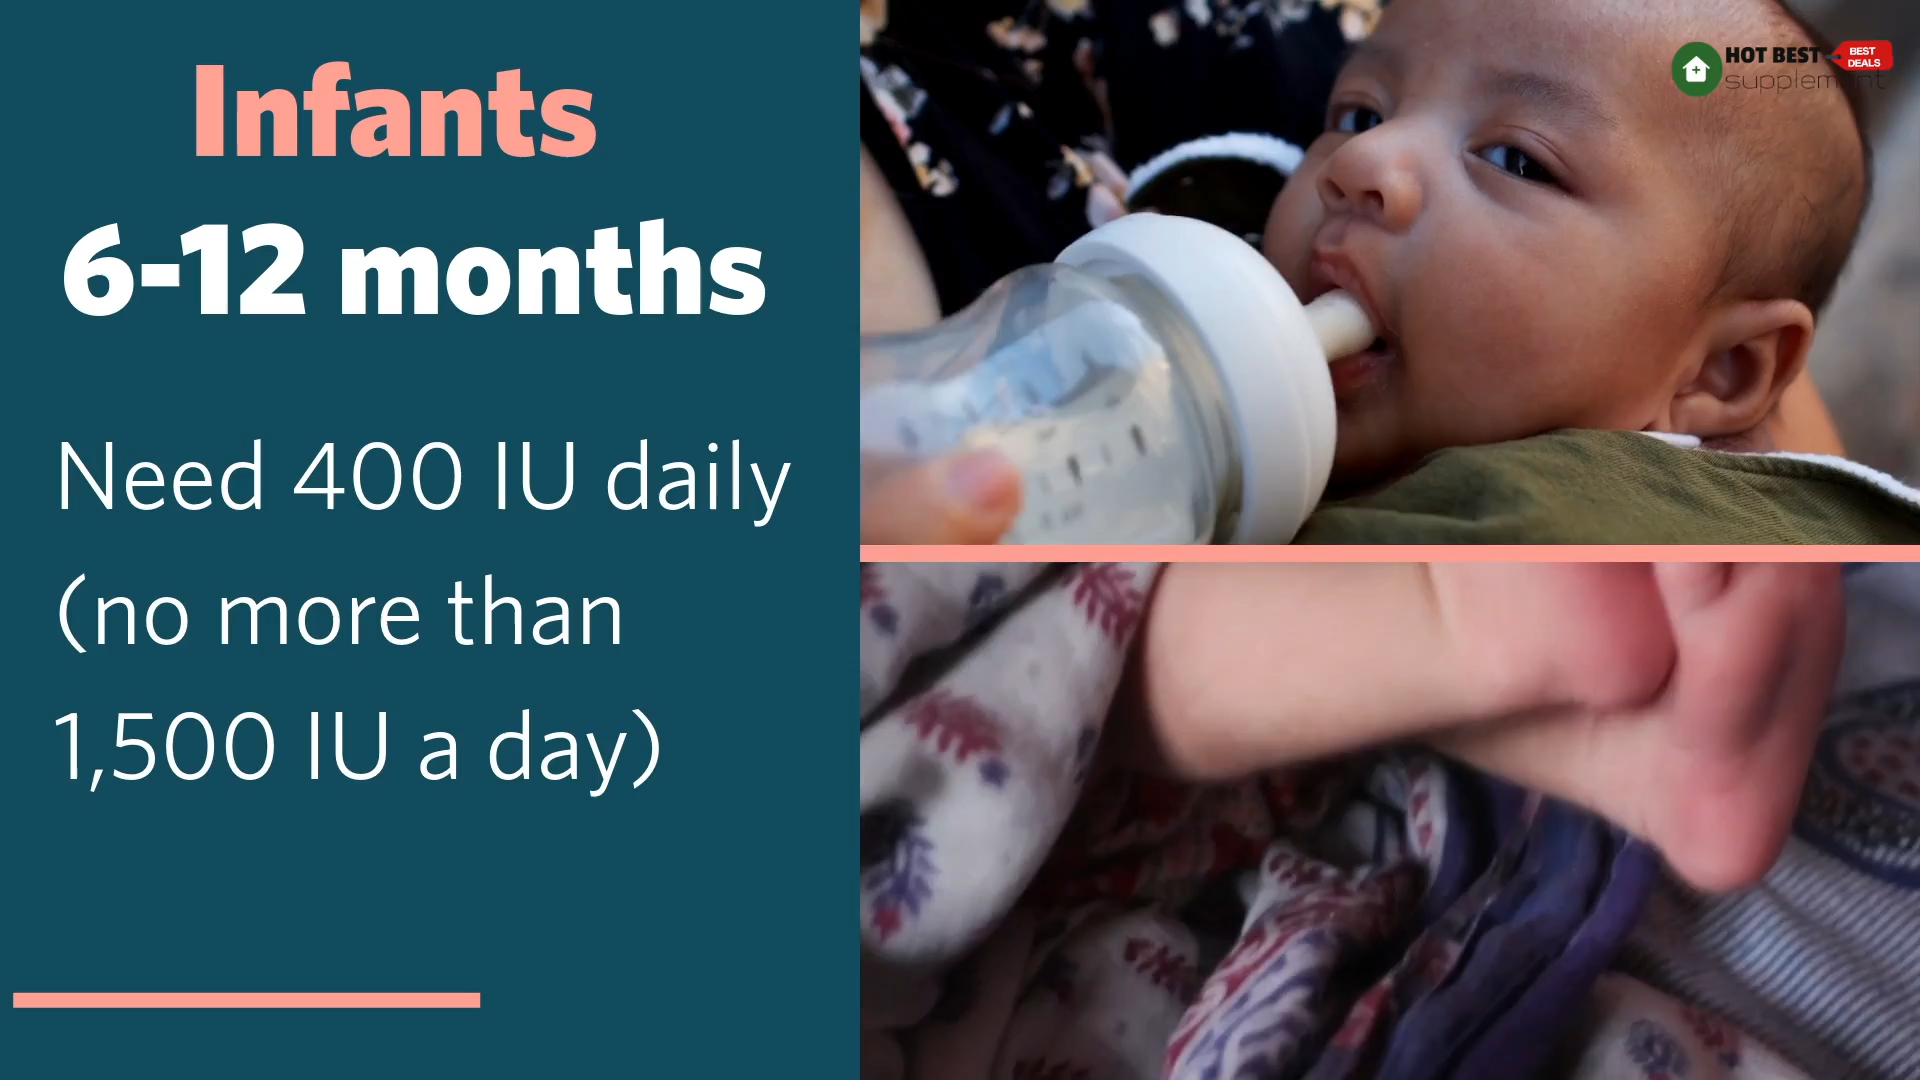 Infants
6-12 months
Need 400 IU daily
(no more than
1,500 IU a day)
HOT BEST
supplement
BEST
DEALS